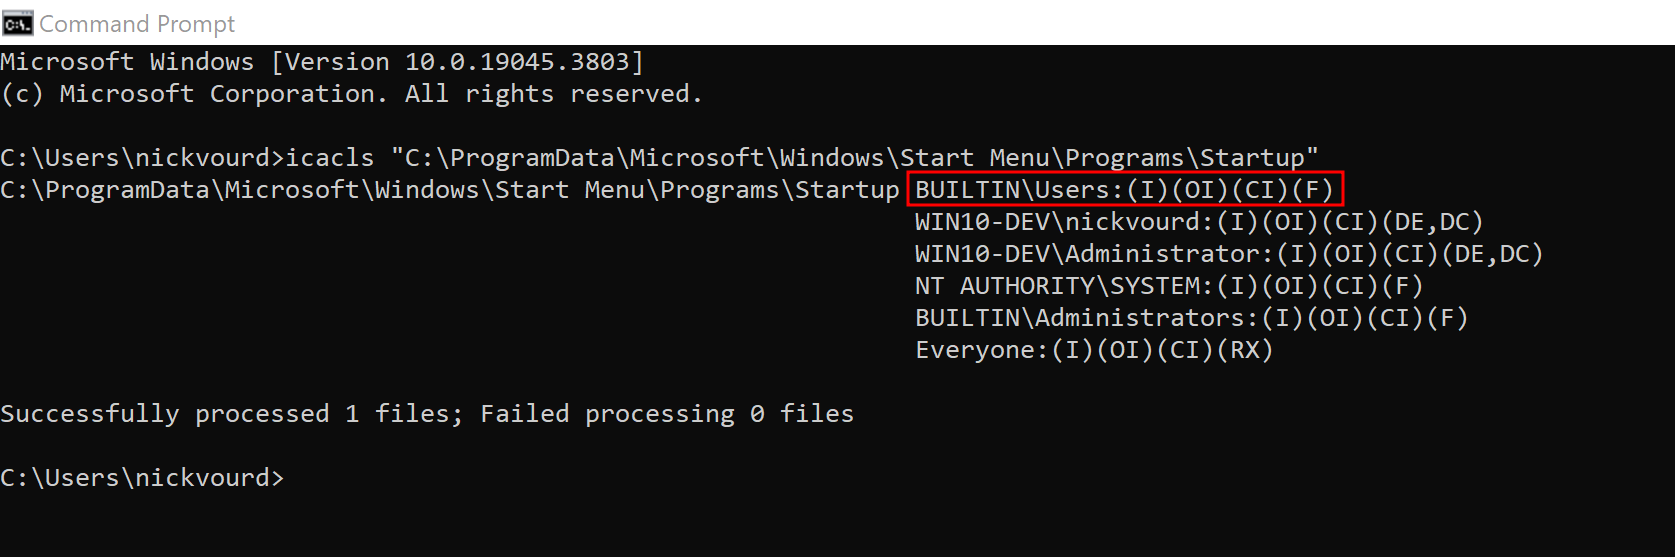 Command Prompt
Microsoft Windows [Version 10.0.19045.3803]
(c) Microsoft Corporation. All rights reserved.
C:\Users\nickvourd>icacls "C:\ProgramData\Microsoft\Windows\Start Menu\Programs\Startup"
C:\ProgramData\Microsoft\Windows\Start Menu\Programs\Startup BUILTIN\Users:(I)(OI)(CI)(F)
WIN10-DEV\nickvourd:(I)(OI)(CI)(DE,DC)
WIN10-DEV\Administrator:(I)(OI)(CI)(DE,DC)
NT AUTHORITY\SYSTEM:(I)(OI)(CI)(F)
BUILTIN\Administrators:(I)(OI)(CI)(F)
Everyone:(I)(OI)(CI)(RX)
Successfully processed 1 files; Failed processing 0 files
C:\Users\nickvourd>